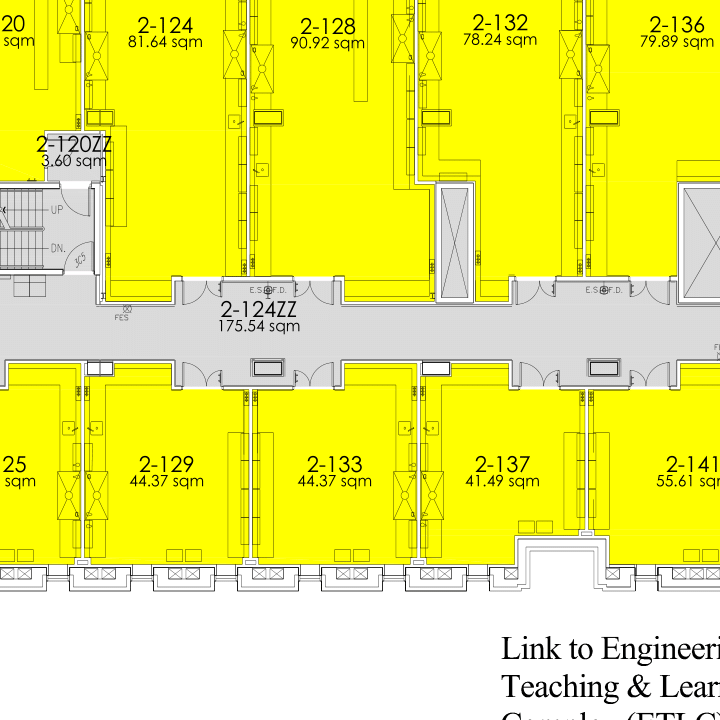 20
sqm
2-124
81.64 sqm
2-128
90.92 sqm
2-132
78.24 sqm
2-136
79.89 sqm
2-120ZZ
3.60 sqm
UP
DN.
3C5
E.S. F.D.
E.S. F.D.
FES
2-124ZZ
175.54 sqm
25
sqm
2-129
44.37 sqm
2-133
44.37 sqm
2-137
41.49 sqm
2-141
55.61 sqm
Link to Engineeri
Teaching & Lear